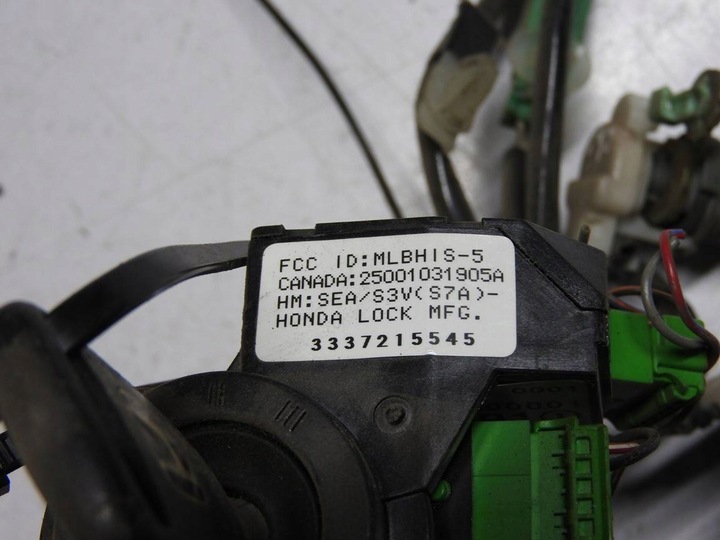 FCC ID:MLBHIS-5
CANADA:25001031905A
HM:SEA/S3V(S7A)-
HONDA LOCK MFG.
3337215545